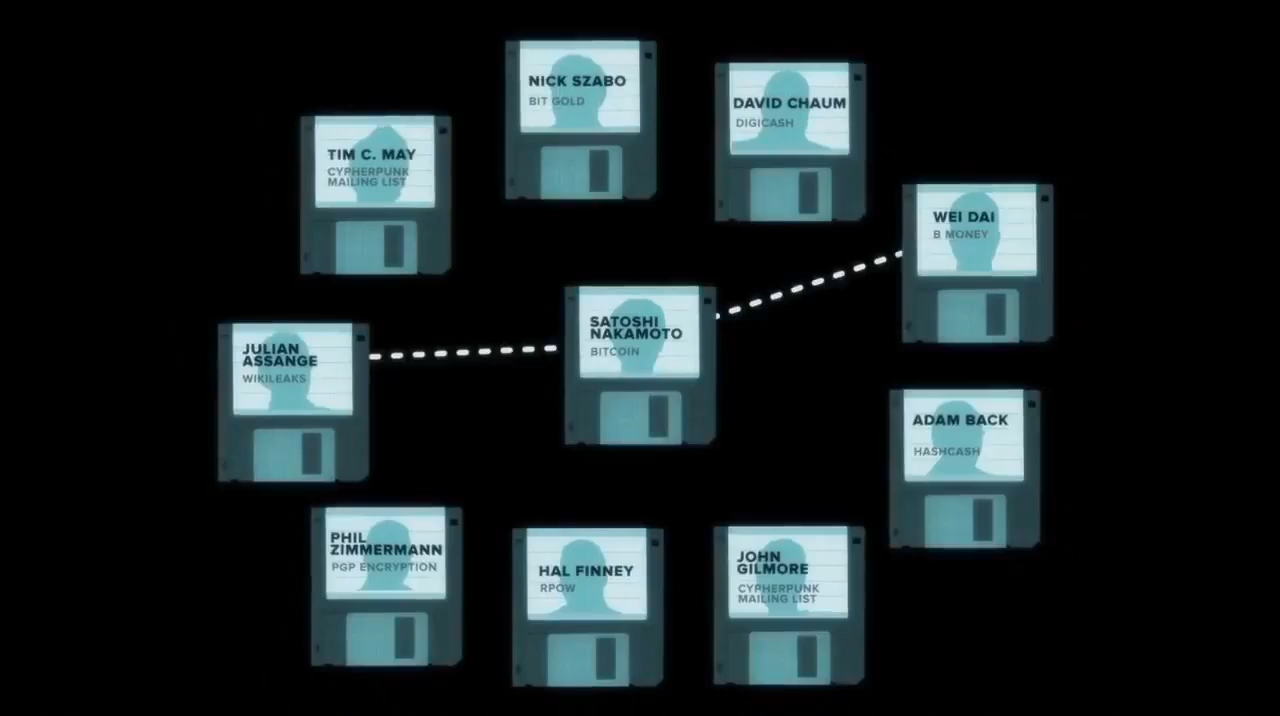 NICK SZABO
BIT GOLD
DAVID CHAUM
DIGICASH
TIM C. MAY
CYPHERPUNK
MAILING LIST
WEI DAI
B MONEY
SATOSHI
NAKAMOTO
BITCOIN
JULIAN
ASSANGE
WIKILEAKS
ADAM BACK
HASHCASH
PHIL
ZIMMERMANN
PGP ENCRYPTION
HAL FINNEY
RPOW
JOHN
GILMORE
CYPHERPUNK
MAILING LIST